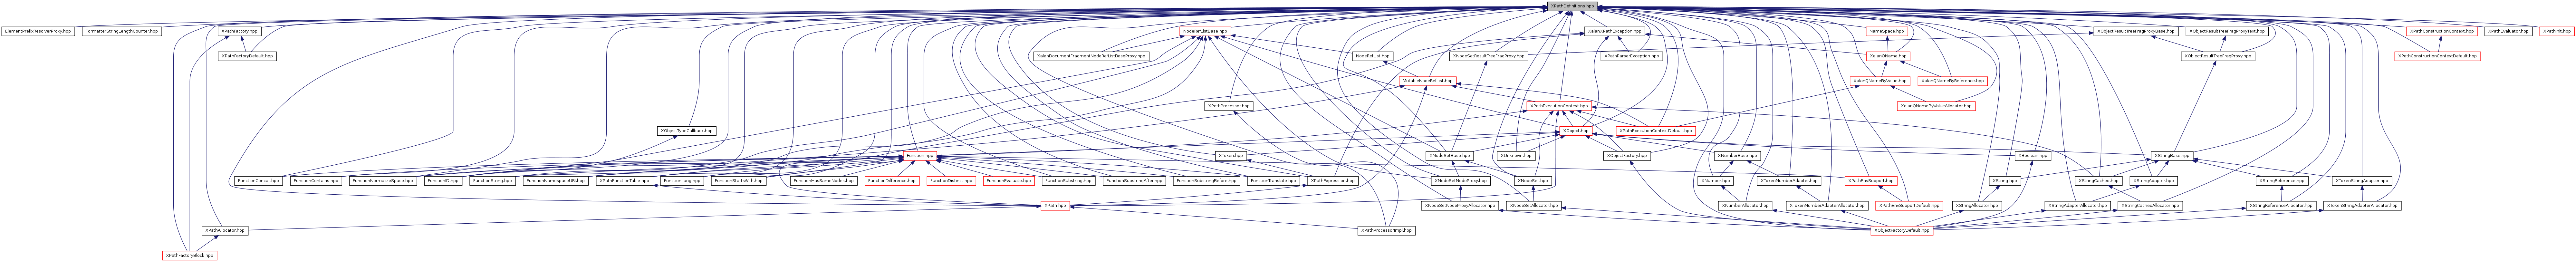 XPathDefinitions.hpp
ElementPrefixResolverProxy.hpp
FormatterStringLengthCounter.hpp
XPathFactory.hpp
NodeRefListBase.hpp
XalanXPathException.hpp
NameSpace.hpp
XObjectResultTreeFragProxyBase.hpp
XObjectResultTreeFragProxyText.hpp
XPathConstructionContext.hpp
XPathEvaluator.hpp
XPathInit.hpp
XPathFactoryDefault.hpp
XalanDocumentFragmentNodeRefListBaseProxy.hpp
NodeRefList.hpp
XNodeSetResultTreeFragProxy.hpp
XPathParserException.hpp
XalanQName.hpp
XObjectResultTreeFragProxy.hpp
XPathConstructionContextDefault.hpp
MutableNodeRefList.hpp
XalanQNameByValue.hpp
XalanQNameByReference.hpp
XPathProcessor.hpp
XPathExecutionContext.hpp
XalanQNameByValueAllocator.hpp
XObjectTypeCallback.hpp
XObject.hpp
XPathExecutionContextDefault.hpp
Function.hpp
XToken.hpp
XNodeSetBase.hpp
XUnknown.hpp
XObjectFactory.hpp
XNumberBase.hpp
XBoolean.hpp
XStringBase.hpp
FunctionConcat.hpp
FunctionContains.hpp
FunctionNormalizeSpace.hpp
FunctionID.hpp
FunctionString.hpp
FunctionNamespaceURI.hpp
XPathFunctionTable.hpp
FunctionLang.hpp
FunctionStartsWith.hpp
FunctionHasSameNodes.hpp
FunctionDifference.hpp
FunctionDistinct.hpp
FunctionEvaluate.hpp
FunctionSubstring.hpp
FunctionSubstringAfter.hpp
FunctionSubstringBefore.hpp
FunctionTranslate.hpp
XPathExpression.hpp
XNodeSetNodeProxy.hpp
XNodeSet.hpp
XNumber.hpp
XTokenNumberAdapter.hpp
XPathEnvSupport.hpp
XString.hpp
XStringCached.hpp
XStringAdapter.hpp
XStringReference.hpp
XTokenStringAdapter.hpp
XPath.hpp
XNodeSetNodeProxyAllocator.hpp
XNodeSetAllocator.hpp
XNumberAllocator.hpp
XTokenNumberAdapterAllocator.hpp
XPathEnvSupportDefault.hpp
XStringAllocator.hpp
XStringAdapterAllocator.hpp
XStringCachedAllocator.hpp
XStringReferenceAllocator.hpp
XTokenStringAdapterAllocator.hpp
XPathAllocator.hpp
XPathProcessorImpl.hpp
XObjectFactoryDefault.hpp
XPathFactoryBlock.hpp